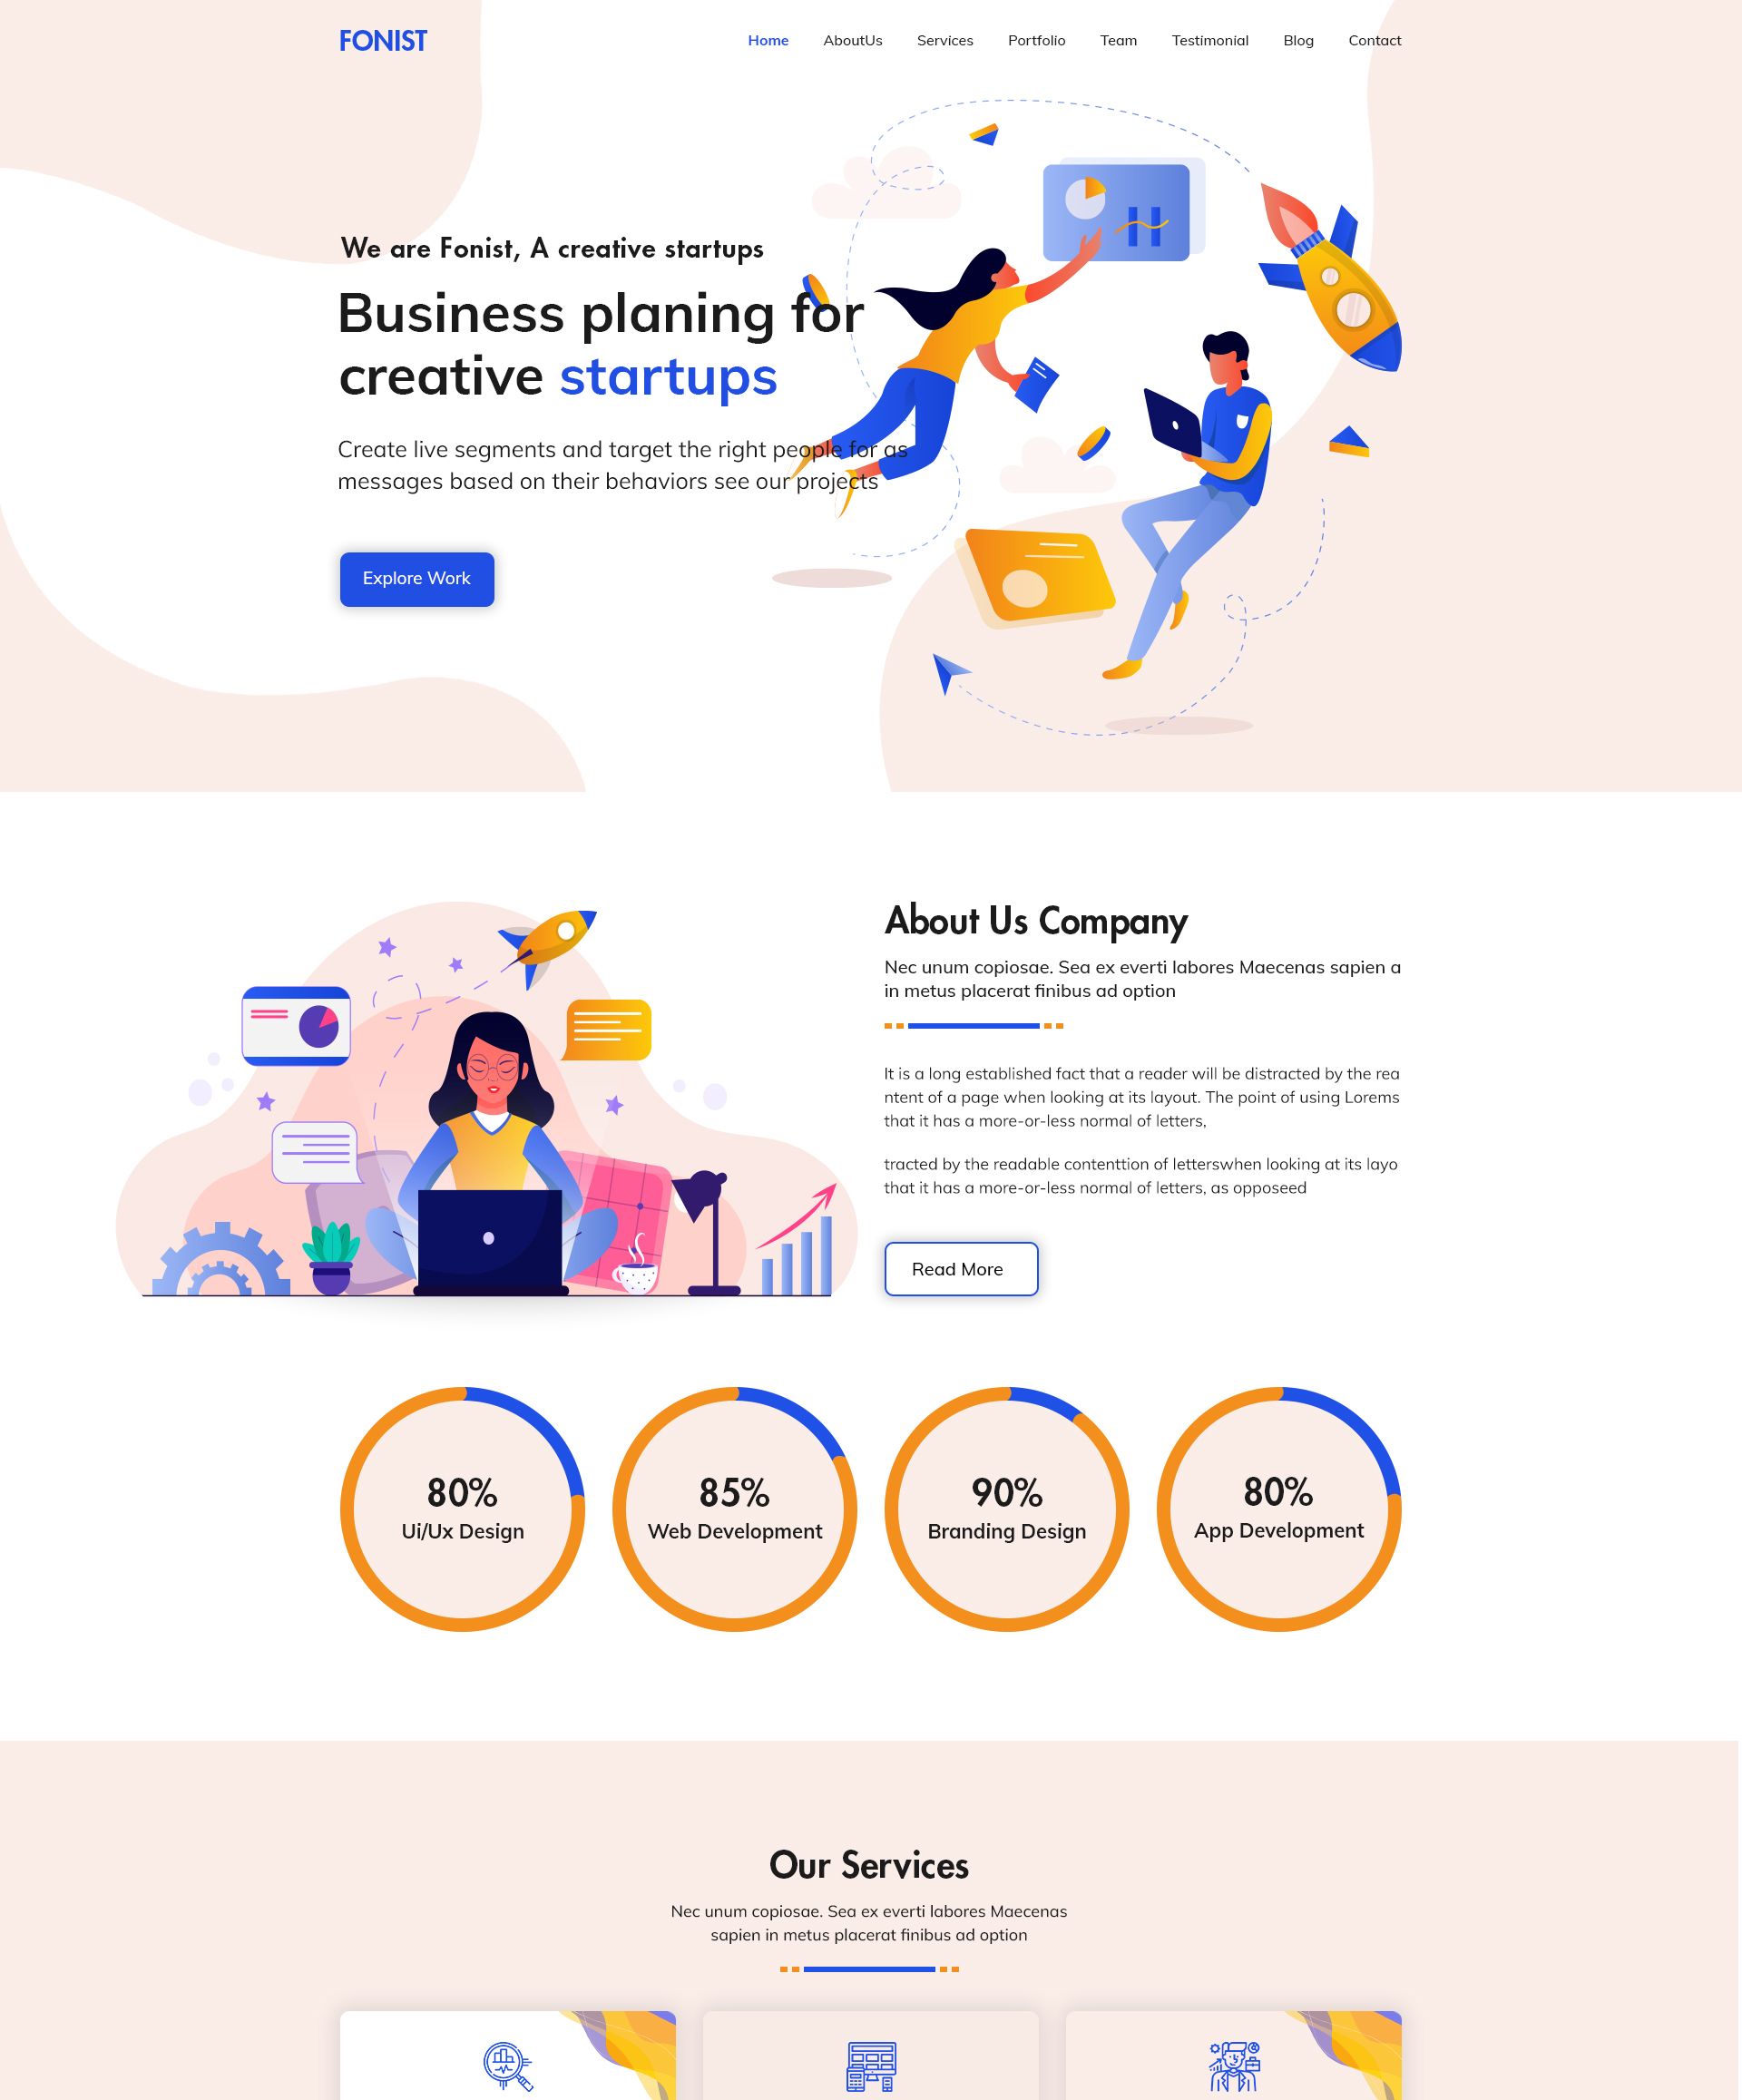 FONIST
Home AboutUs Services Portfolio Team Testimonial Blog Contact
We are Fonist, A creative startups
Business planing for
creative startups
Create live segments and target the right people for as
messages based on their behaviors see our projects
Explore Work
About Us Company
Nec unum copiosae. Sea ex everti labores Maecenas sapien a
in metus placerat finibus ad option
It is a long established fact that a reader will be distracted by the rea
ntent of a page when looking at its layout. The point of using Lorems
that it has a more-or-less normal of letters,
tracted by the readable contenttion of letterswhen looking at its layo
that it has a more-or-less normal of letters, as opposeed
Read More
80%
Ui/Ux Design
85%
Web Development
90%
Branding Design
80%
App Development
Our Services
Nec unum copiosae. Sea ex everti labores Maecenas
sapien in metus placerat finibus ad option